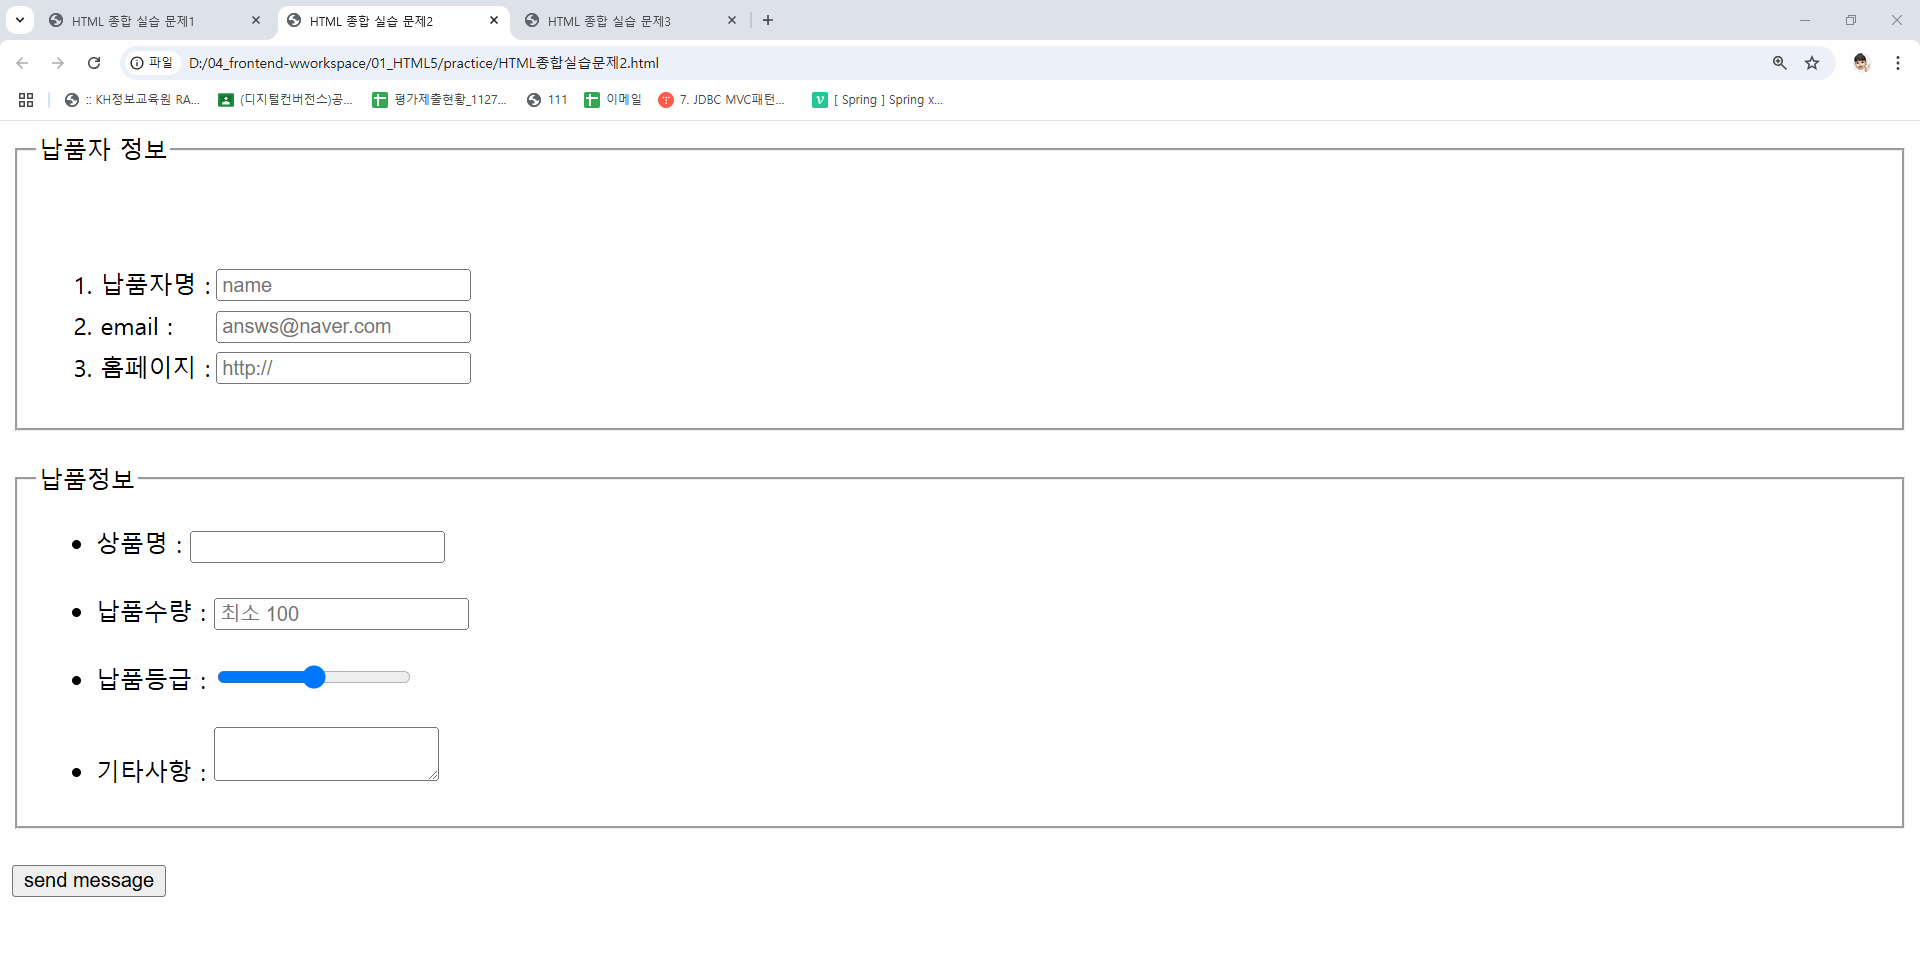 HTML 종합 실습 문제1
HTML 종합 실습 문제2
HTML 종합 실습 문제3
파일 D:/04_frontend-wworkspace/01_HTML5/practice/HTML종합실습문제2.html
:: KH정보교육원 RA...
(디지털컨버전스)공...
평가제출현황_1127...
111
이메일
7. JDBC MVC패턴...
[ Spring ] Spring x...
납품자 정보
1. 납품자명 : name
2. email : answs@naver.com
3. 홈페이지 : http://
납품정보
상품명 :
납품수량 : 최소 100
납품등급 :
기타사항 :
send message